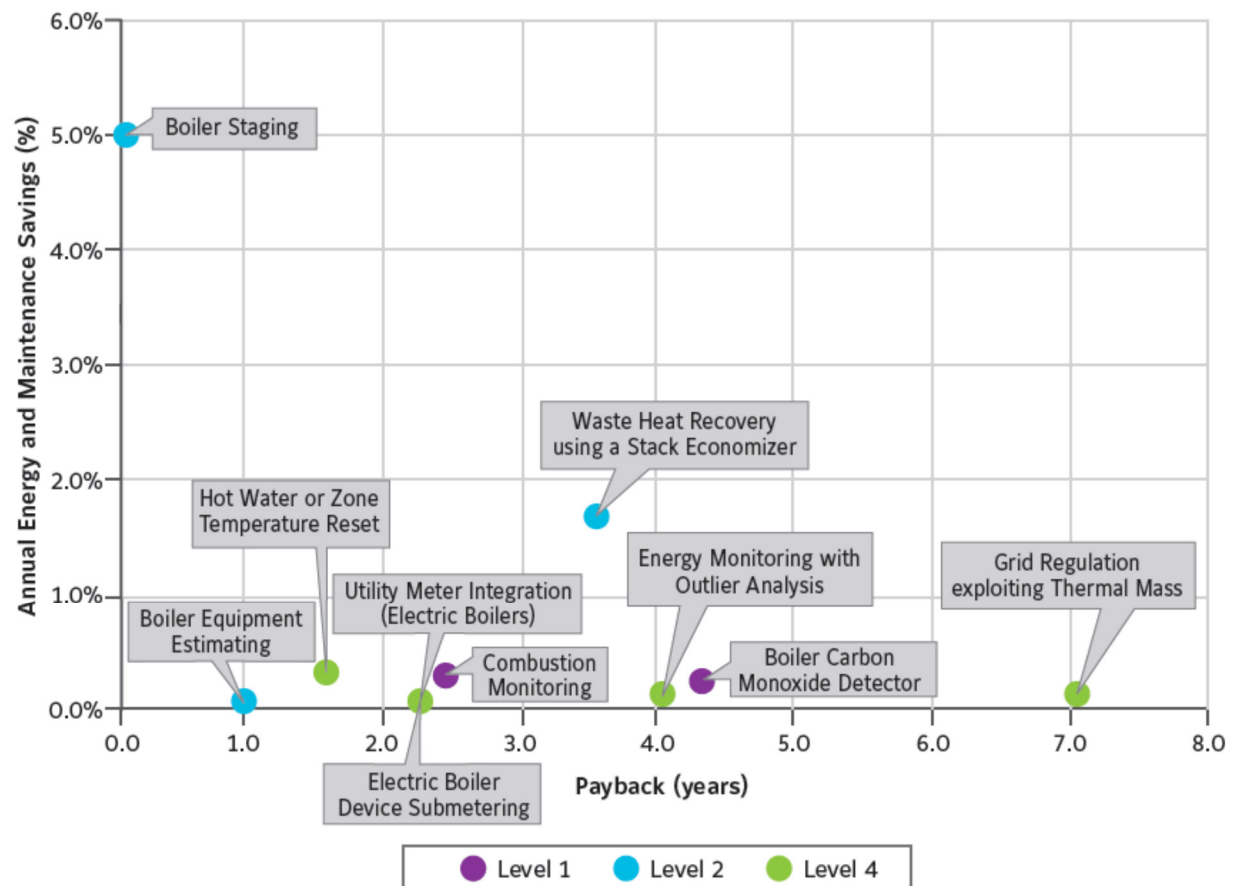 6.0%
5.0%
4.0%
3.0%
2.0%
1.0%
0.0%
Annual Energy and Maintenance Savings (%)
Boiler Staging
Waste Heat Recovery
using a Stack Economizer
Hot Water or Zone
Temperature Reset
Energy Monitoring with
Outlier Analysis
Grid Regulation
exploiting Thermal Mass
Utility Meter Integration
(Electric Boilers)
Boiler Equipment
Estimating
Combustion
Monitoring
Boiler Carbon
Monoxide Detector
0.0 1.0 2.0 3.0 4.0 5.0 6.0 7.0 8.0
Electric Boiler
Device Submetering
Payback (years)
Level 1 Level 2 Level 4